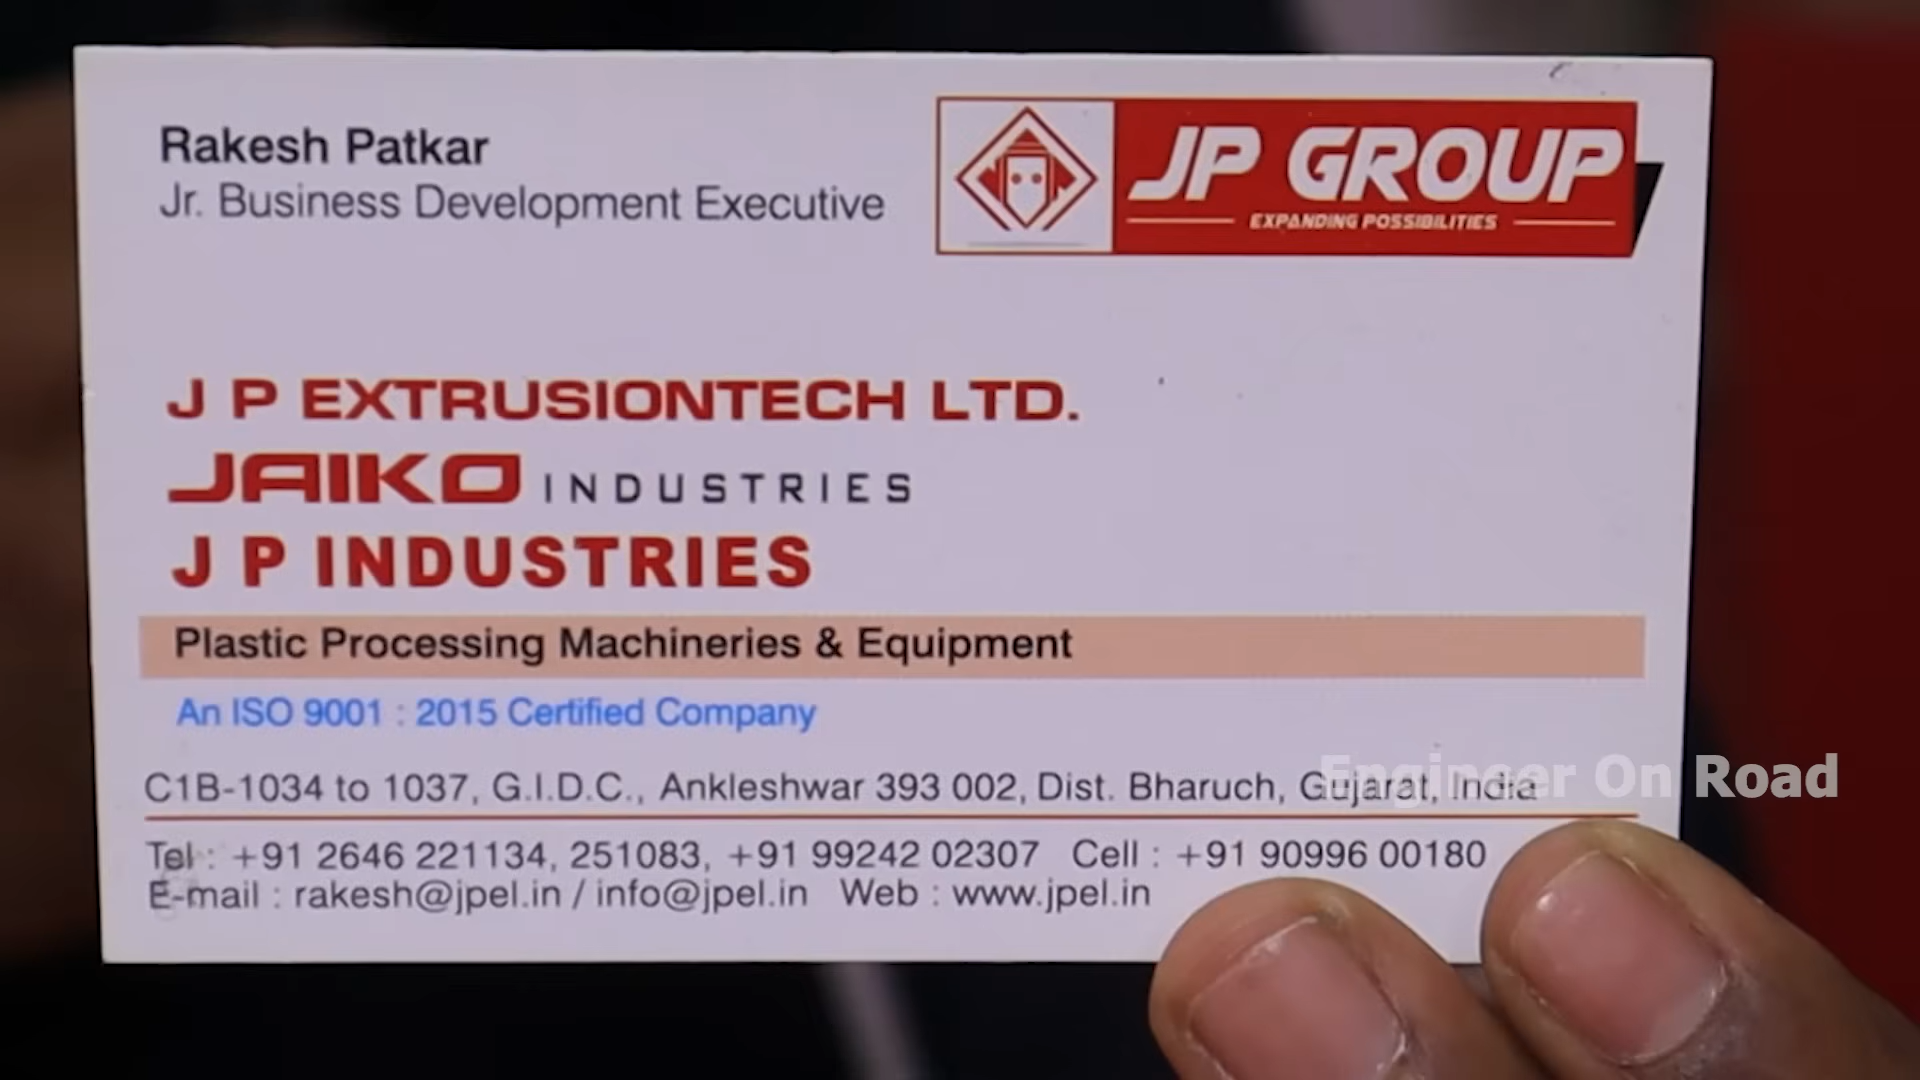 Rakesh Patkar
Jr. Business Development Executive
JP GROUP
EXPANDING POSSIBILITIES
J P EXTRUSIONTECH LTD.
JAIKO INDUSTRIES
J P INDUSTRIES
Plastic Processing Machineries & Equipment
An ISO 9001 : 2015 Certified Company
C1B-1034 to 1037, G.I.D.C., Ankleshwar 393 002, Dist. Bharuch, Gujarat, India
Engineer On Road
Tel : +91 2646 221134, 251083, +91 99242 02307 Cell : +91 90996 00180
E-mail : rakesh@jpel.in / info@jpel.in Web : www.jpel.in